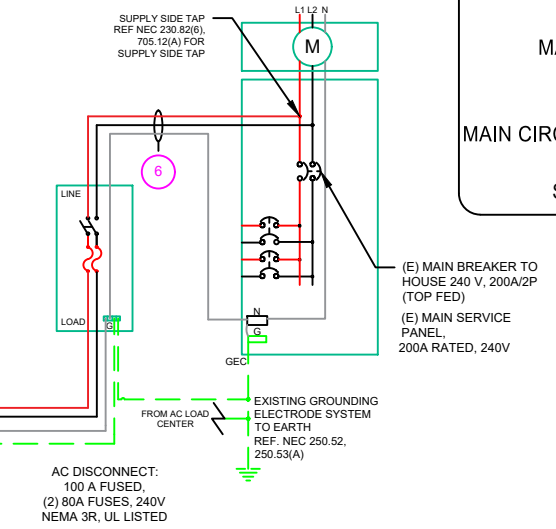 L1 L2 N
SUPPLY SIDE TAP
REF NEC 230.82(6),
705.12(A) FOR
SUPPLY SIDE TAP
M
MA
MAIN CIRC
S
6
LINE
LOAD
G
(E) MAIN BREAKER TO
HOUSE 240 V, 200A/2P
(TOP FED)
(E) MAIN SERVICE
PANEL,
200A RATED, 240V
N
G
GEC
FROM AC LOAD
CENTER
EXISTING GROUNDING
ELECTRODE SYSTEM
TO EARTH
REF. NEC 250.52,
250.53(A)
AC DISCONNECT:
100 A FUSED,
(2) 80A FUSES, 240V
NEMA 3R, UL LISTED